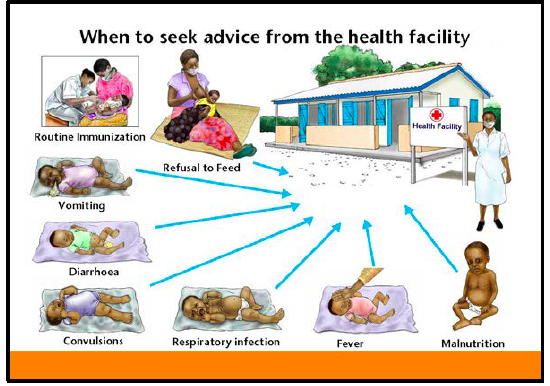 When to seek advice from the health facility
Routine Immunization
Refusal to Feed
Health Facility
Vomiting
Diarrhoea
Convulsions
Respiratory infection
Fever
Malnutrition